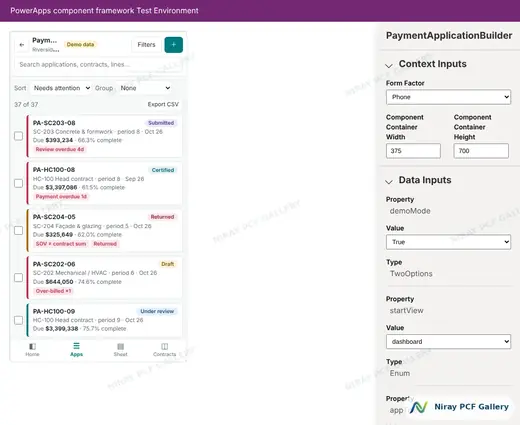 PowerApps component framework Test Environment
←
Paym...
Riversid...
Demo data
Filters
+
Search applications, contracts, lines...
Sort Needs attention Group None
37 of 37
Export CSV
PA-SC203-08
Submitted
SC-203 Concrete & formwork · period 8 · Oct 26
Due $393,234 · 66.3% complete
Review overdue 4d
PA-HC100-08
Certified
HC-100 Head contract · period 8 · Sep 26
Due $3,397,086 · 61.5% complete
Payment overdue 1d
PA-SC204-05
Returned
SC-204 Façade & glazing · period 5 · Oct 26
Due $325,649 · 62.0% complete
SOV ≠ contract sum
Returned
PA-SC202-06
Draft
SC-202 Mechanical / HVAC · period 6 · Oct 26
Due $644,050 · 74.6% complete
Over-billed ×1
PA-HC100-09
Under review
HC-100 Head contract · period 9 · Oct 26
Due $3,399,338 · 75.7% complete
Home
Apps
Sheet
Contracts
PaymentApplicationBuilder
Context Inputs
Form Factor
Phone
Component Container Width
Component Container Height
375
700
Data Inputs
Property
demoMode
Value
True
Type
TwoOptions
Property
startView
Value
dashboard
Type
Enum
Niray PCF Gallery